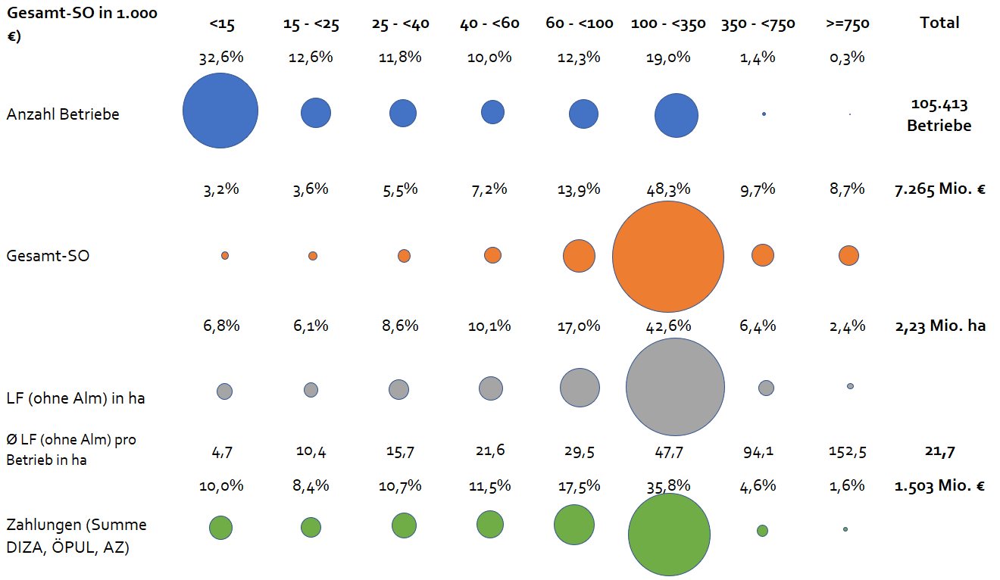 Gesamt-SO in 1.000 €) <15 15 - <25 25 - <40 40 - <60 60 - <100 100 - <350 350 - <750 >=750 Total
32,6% 12,6% 11,8% 10,0% 12,3% 19,0% 1,4% 0,3%
Anzahl Betriebe 105.413 Betriebe
3,2% 3,6% 5,5% 7,2% 13,9% 48,3% 9,7% 8,7% 7.265 Mio. €
Gesamt-SO
6,8% 6,1% 8,6% 10,1% 17,0% 42,6% 6,4% 2,4% 2,23 Mio. ha
LF (ohne Alm) in ha
Ø LF (ohne Alm) pro Betrieb in ha 4,7 10,4 15,7 21,6 29,5 47,7 94,1 152,5 21,7
10,0% 8,4% 10,7% 11,5% 17,5% 35,8% 4,6% 1,6% 1.503 Mio. €
Zahlungen (Summe DIZA, ÖPUL, AZ)